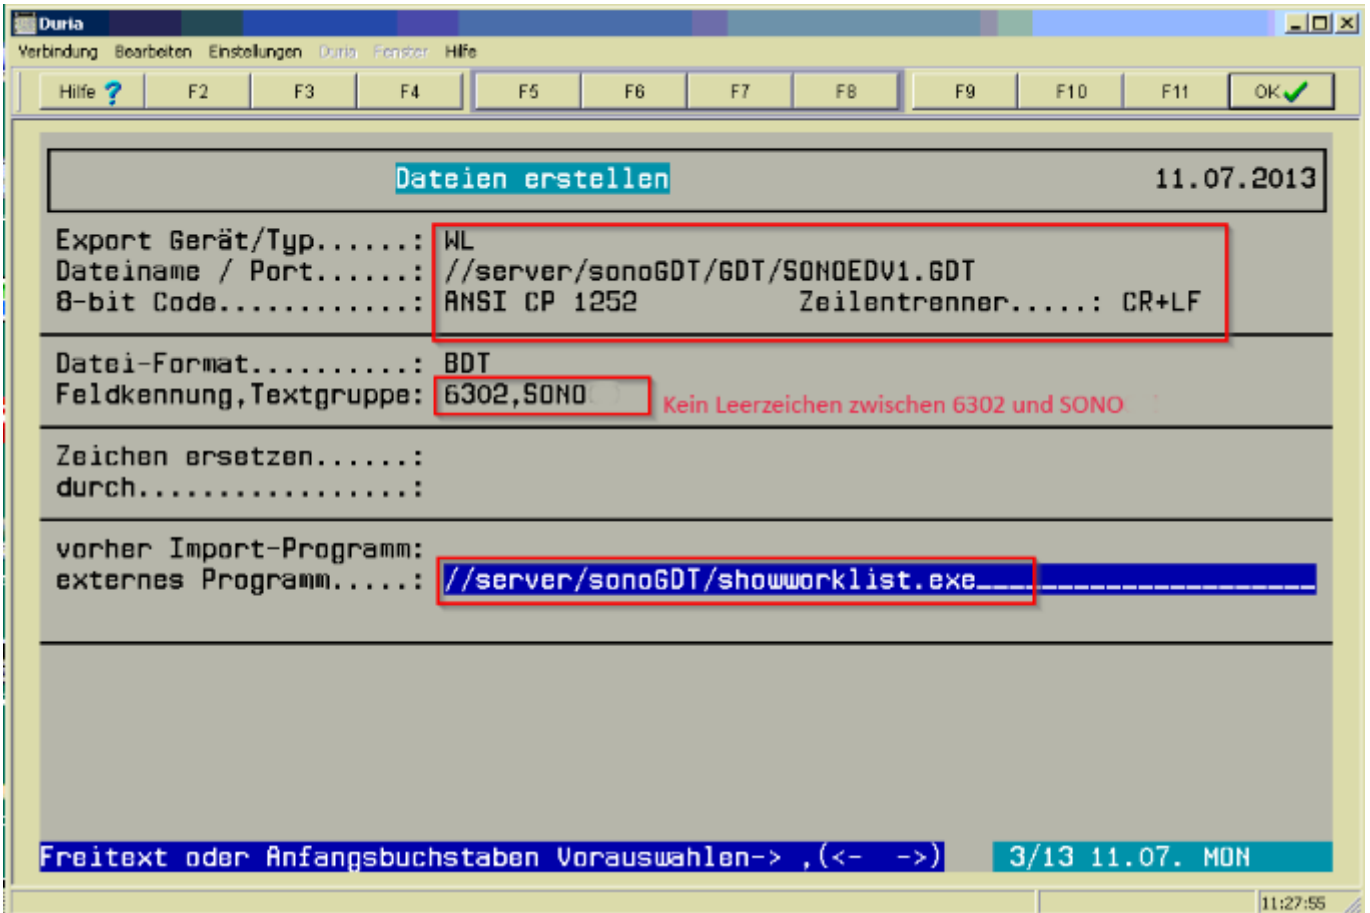 Duria
Verbindung Bearbeiten Einstellungen Duria Fenster Hilfe
Hilfe ? F2 F3 F4 F5 F6 F7 F8 F9 F10 F11 OK
Dateien erstellen 11.07.2013
Export Gerät/Typ......: WL
Dateiname / Port......: //server/sonoGDT/GDT/SONOEDV1.GDT
8-bit Code............: ANSI CP 1252 Zeilentrenner.....: CR+LF
Datei-Format..........: BDT
Feldkennung,Textgruppe: 6302,SONO Kein Leerzeichen zwischen 6302 und SONO
Zeichen ersetzen......:
durch.................:
vorher Import-Programm:
externes Programm.....: //server/sonoGDT/showworklist.exe
Freitext oder Anfangsbuchstaben Vorauswahlen-> ,(<- ->) 3/13 11.07. MON
11:27:55